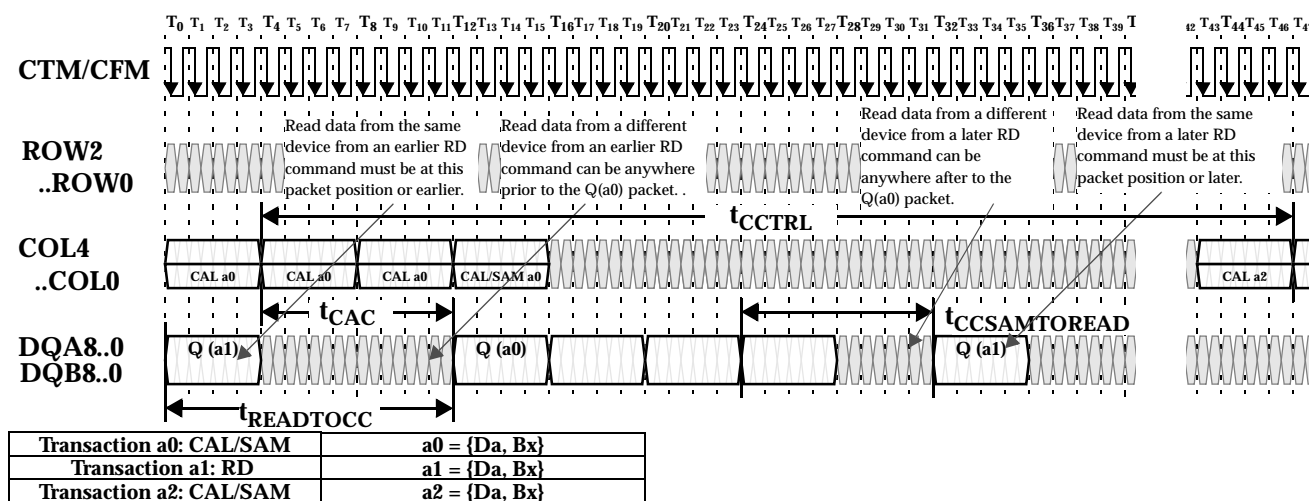 T0 T1 T2 T3 T4 T5 T6 T7 T8 T9 T10 T11 T12 T13 T14 T15 T16 T17 T18 T19 T20 T21 T22 T23 T24 T25 T26 T27 T28 T29 T30 T31 T32 T33 T34 T35 T36 T37 T38 T39 T 42 T43 T44 T45 T46 T4
CTM/CFM
Read data from the same
device from an earlier RD
command must be at this
packet position or earlier.
Read data from a different
device from an earlier RD
command can be anywhere
prior to the Q(a0) packet. .
Read data from a different
device from a later RD
command can be
anywhere after to the
Q(a0) packet.
Read data from the same
device from a later RD
command must be at this
packet position or later.
ROW2
..ROW0
tCCTRL
COL4
..COL0
CAL a0 CAL a0 CAL a0 CAL/SAM a0 CAL a2
tCAC
tCCSAMTOREAD
DQA8..0
DQB8..0
Q (a1) Q (a0) Q (a1)
tREADTOCC
Transaction a0: CAL/SAM a0 = {Da, Bx}
Transaction a1: RD a1 = {Da, Bx}
Transaction a2: CAL/SAM a2 = {Da, Bx}